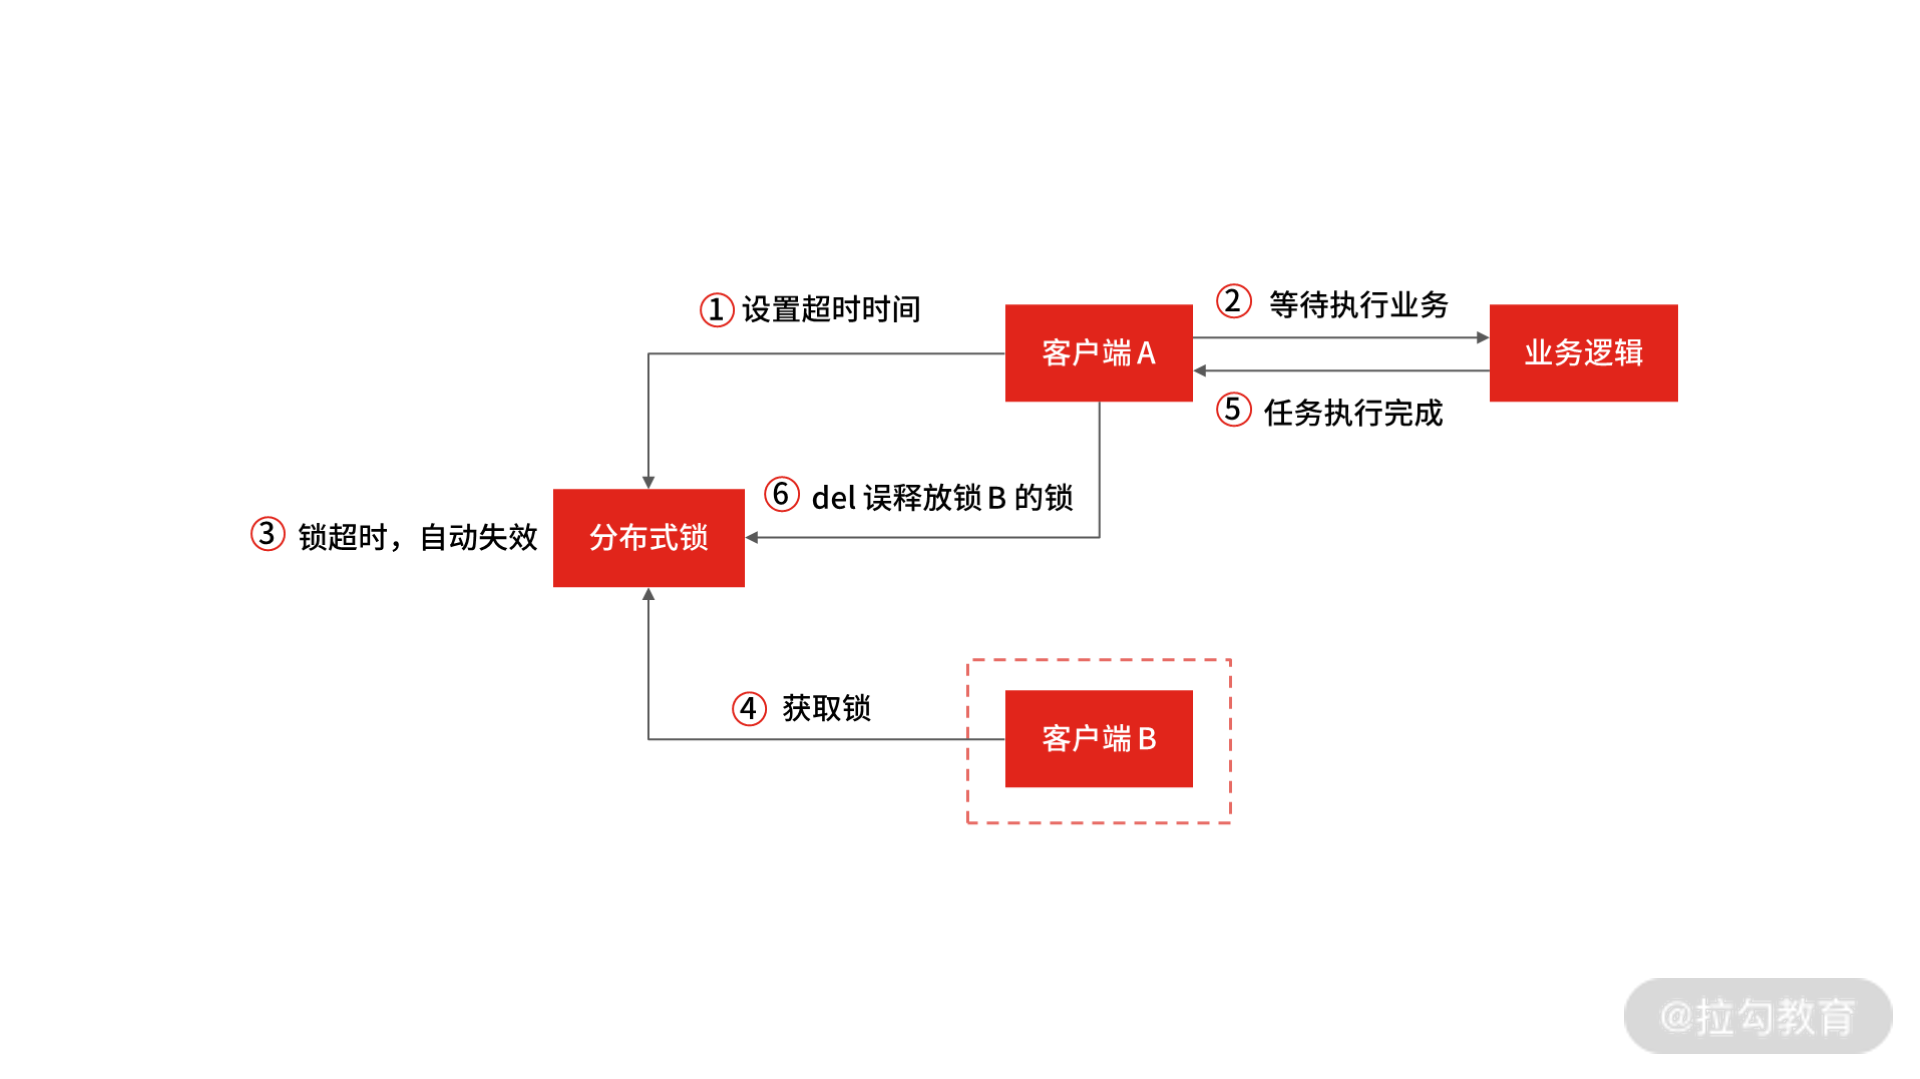 ① 设置超时时间
② 等待执行业务
客户端 A
业务逻辑
⑤ 任务执行完成
⑥ del 误释放锁 B 的锁
③ 锁超时，自动失效
分布式锁
④ 获取锁
客户端 B
@拉勾教育